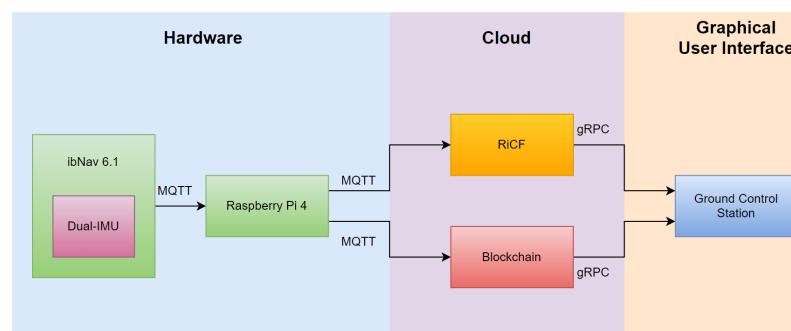 Hardware
Cloud
Graphical
User Interface
ibNav 6.1
Dual-IMU
MQTT
Raspberry Pi 4
MQTT
MQTT
RiCF
Blockchain
gRPC
gRPC
Ground Control
Station